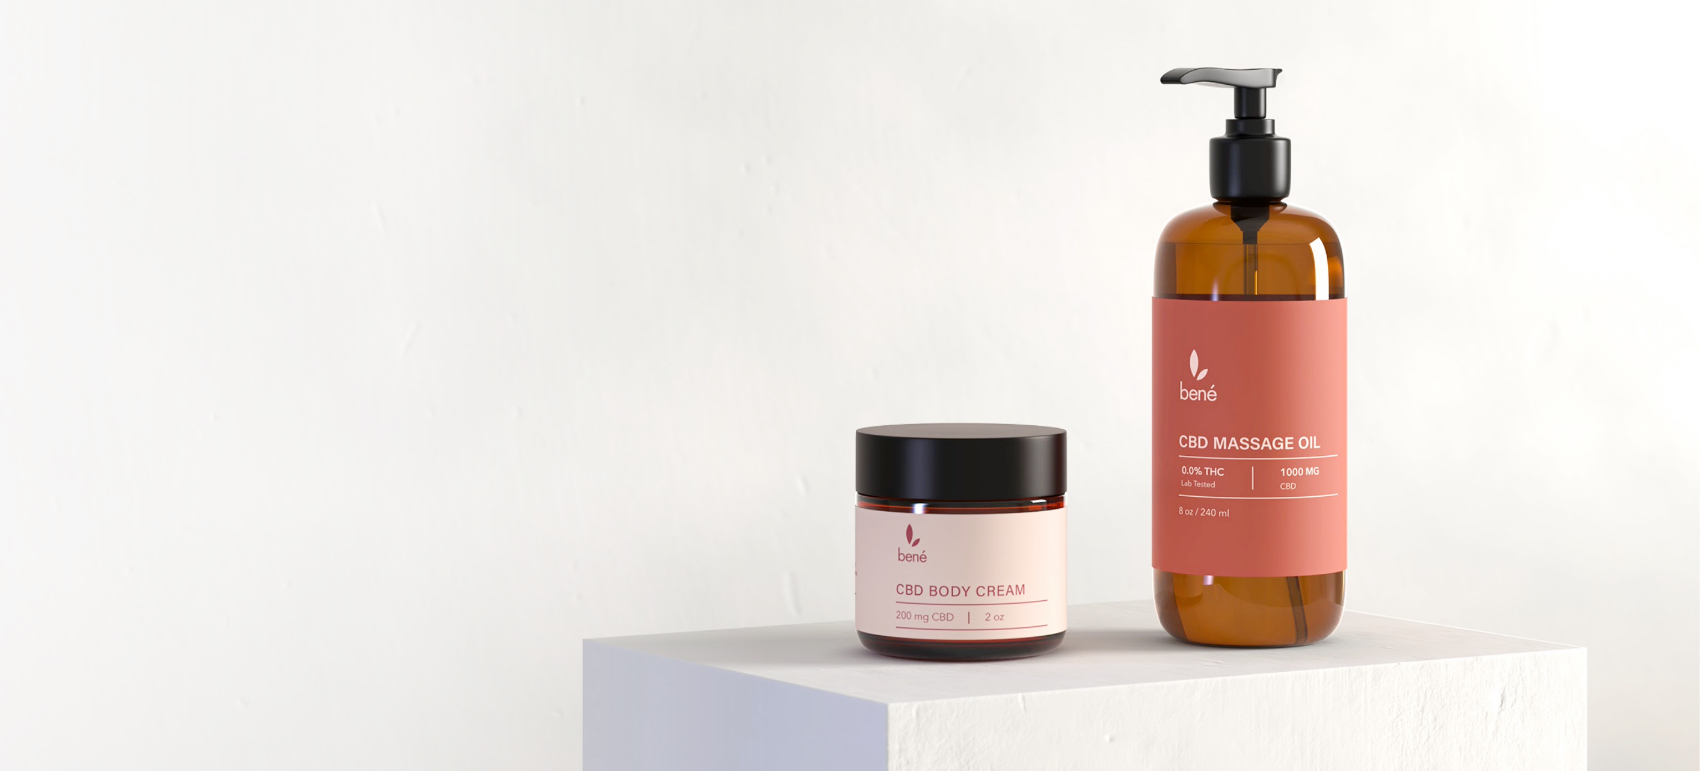 bené
CBD BODY CREAM
200 mg CBD | 2 oz
bené
CBD MASSAGE OIL
0.0% THC | 1000 MG
Lab Tested CBD
8 oz / 240 ml